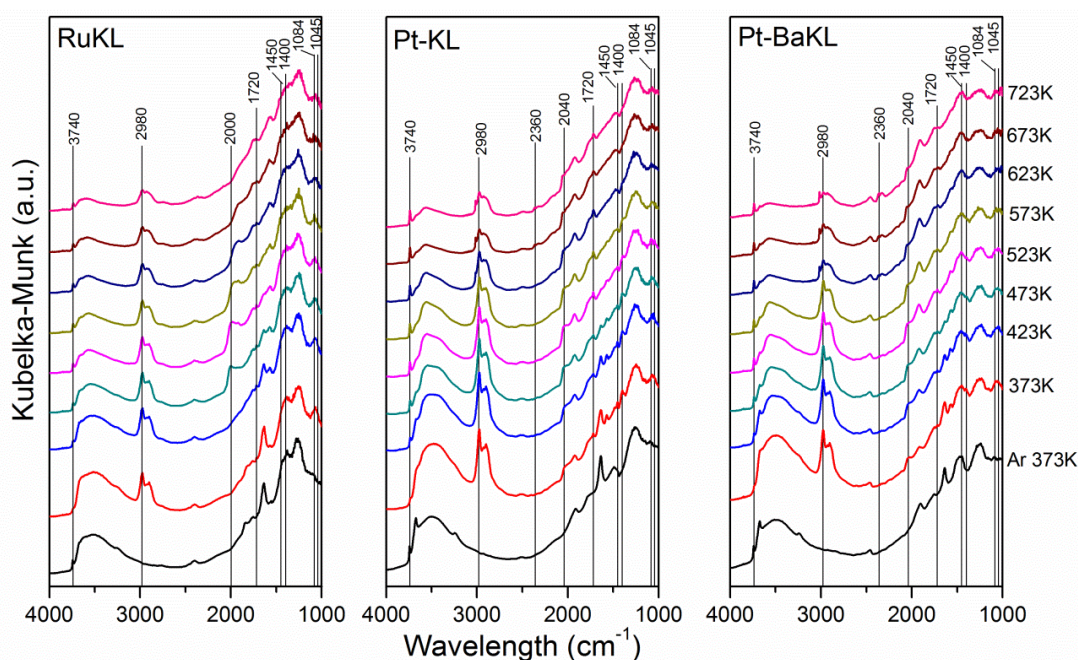 RuKL
3740
2980
2000
1720
1450
1400
1084
1045
Pt-KL
3740
2980
2360
2040
1720
1450
1400
1084
1045
Pt-BaKL
3740
2980
2360
2040
1720
1450
1400
1084
1045
723K
673K
623K
573K
523K
473K
423K
373K
Ar 373K
Kubelka-Munk (a.u.)
4000 3000 2000 1000
4000 3000 2000 1000
4000 3000 2000 1000
Wavelength (cm⁻¹)